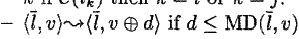 – ⟨l̄, v⟩⤳⟨l̄, v ⊕ d⟩ if d ≤ MD(l̄, v)